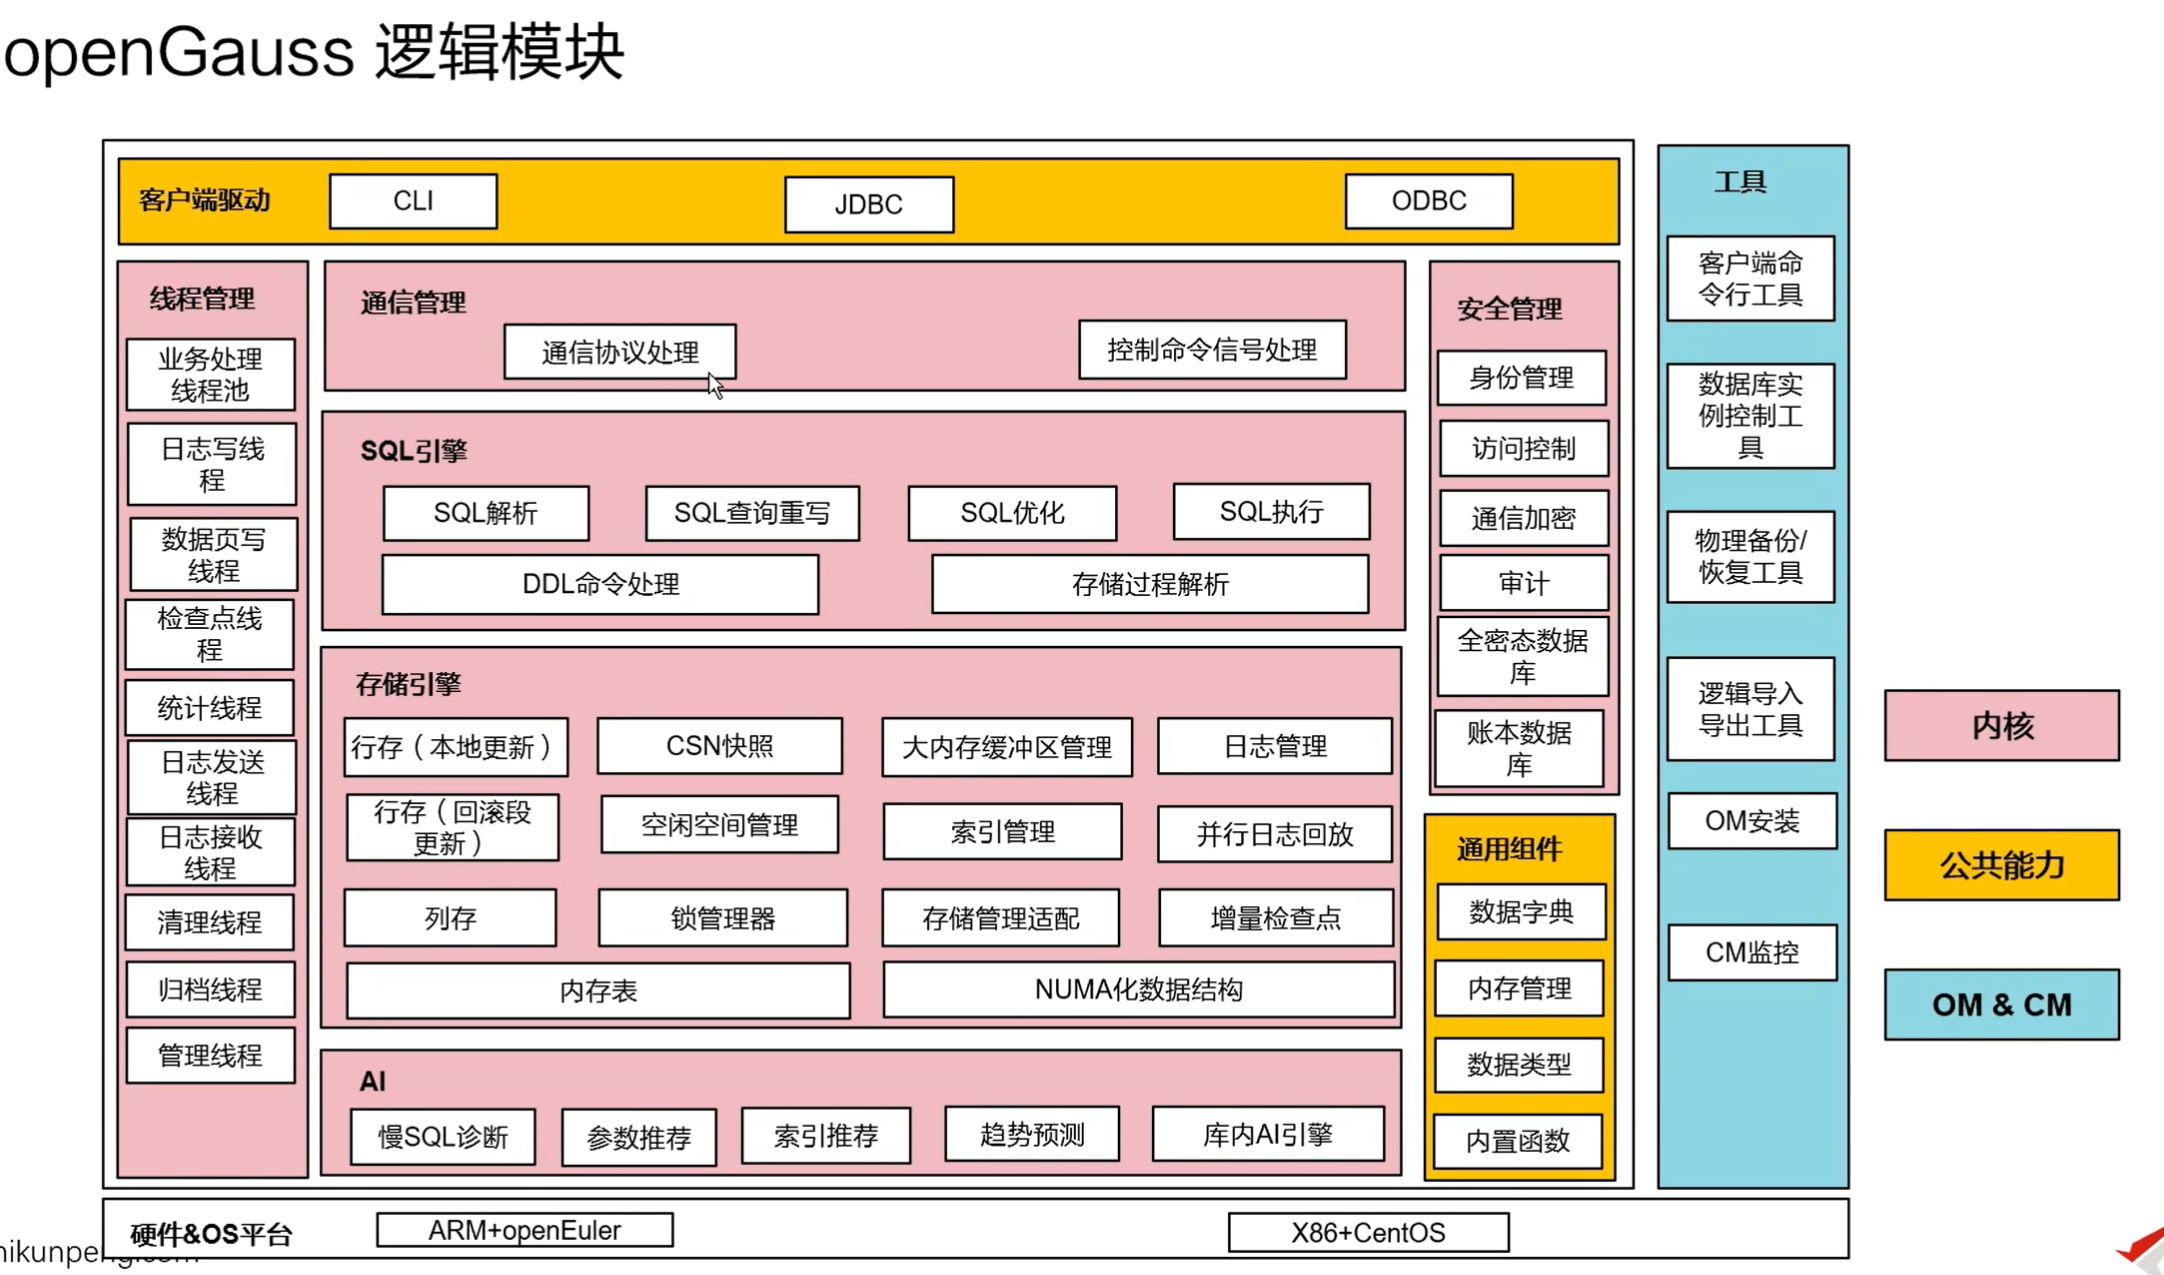 openGauss 逻辑模块
客户端驱动
CLI
JDBC
ODBC
线程管理
业务处理
线程池
日志写线
程
数据页写
线程
检查点线
程
统计线程
日志发送
线程
日志接收
线程
清理线程
归档线程
管理线程
通信管理
通信协议处理
控制命令信号处理
SQL引擎
SQL解析
SQL查询重写
SQL优化
SQL执行
DDL命令处理
存储过程解析
存储引擎
行存（本地更新）
CSN快照
大内存缓冲区管理
日志管理
行存（回滚段
更新）
空闲空间管理
索引管理
并行日志回放
列存
锁管理器
存储管理适配
增量检查点
内存表
NUMA化数据结构
AI
慢SQL诊断
参数推荐
索引推荐
趋势预测
库内AI引擎
安全管理
身份管理
访问控制
通信加密
审计
全密态数据
库
账本数据
库
通用组件
数据字典
内存管理
数据类型
内置函数
工具
客户端命
令行工具
数据库实
例控制工
具
物理备份/
恢复工具
逻辑导入
导出工具
OM安装
CM监控
内核
公共能力
OM & CM
硬件&OS平台
ARM+openEuler
X86+CentOS